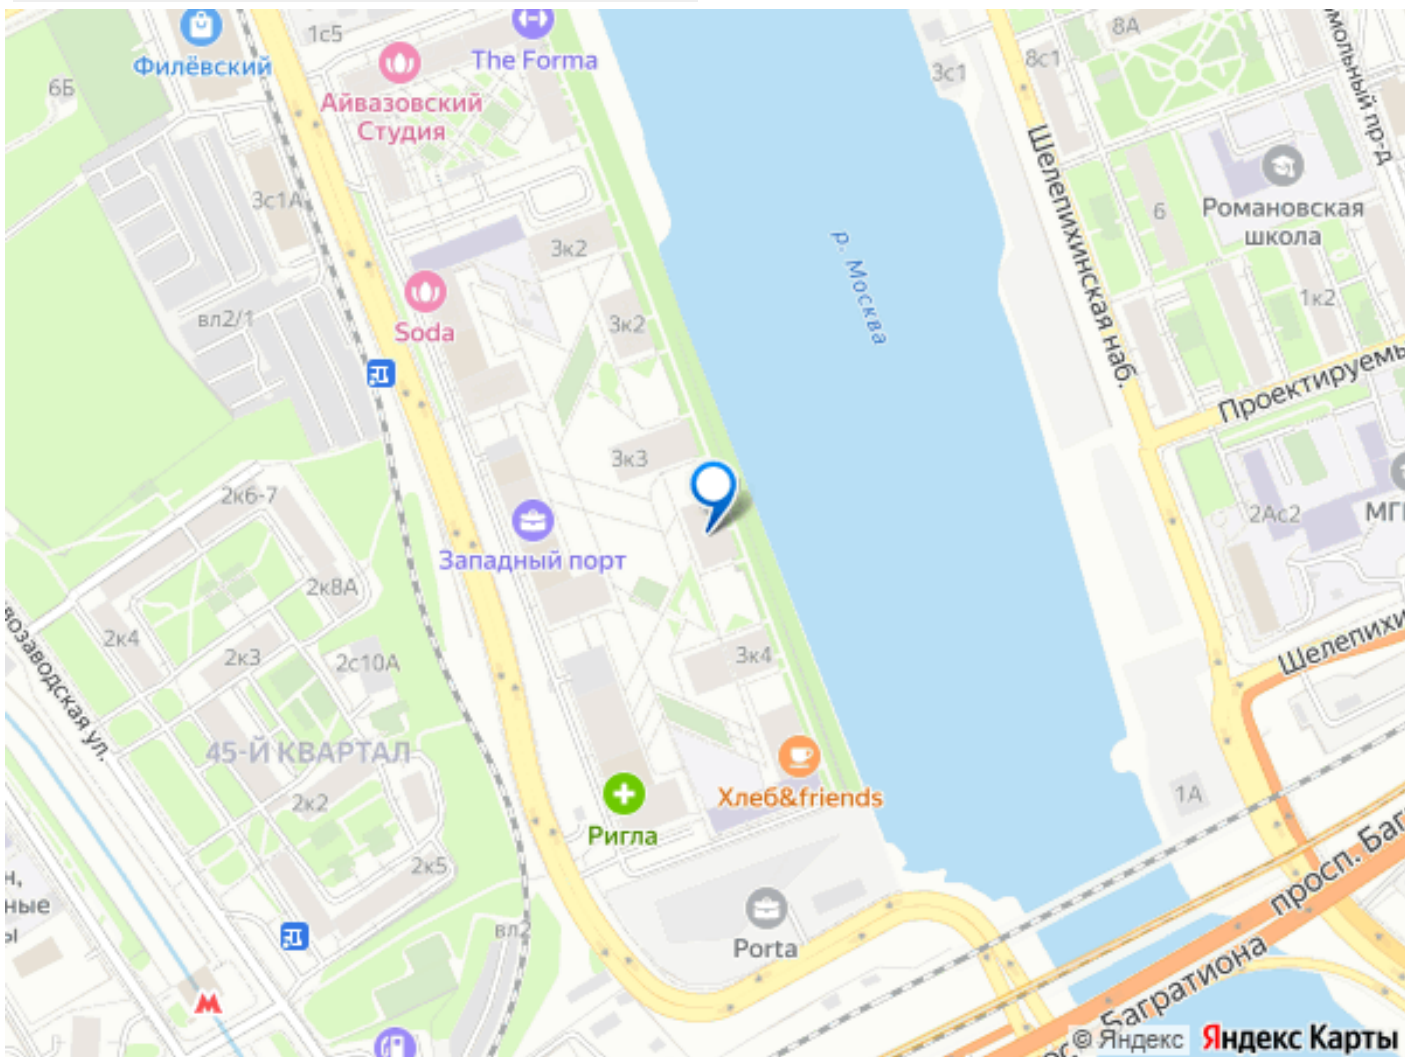 1с5
The Forma
8А
Филёвский
6Б
3с1
8с1
Айвазовский
Студия
Шелепихинская наб.
Романовская
школа
6
3с1А
3к2
р. Москва
1к2
вл2/1
Soda
3к2
3к3
2к6-7
2Ас2
Западный порт
2к8А
2к4
2к3
2с10А
3к4
45-Й КВАРТАЛ
2к2
Хлеб&friends
1А
Ригла
2к5
вл2
Porta
просп. Баг
Багратиона
© Яндекс Яндекс Карты